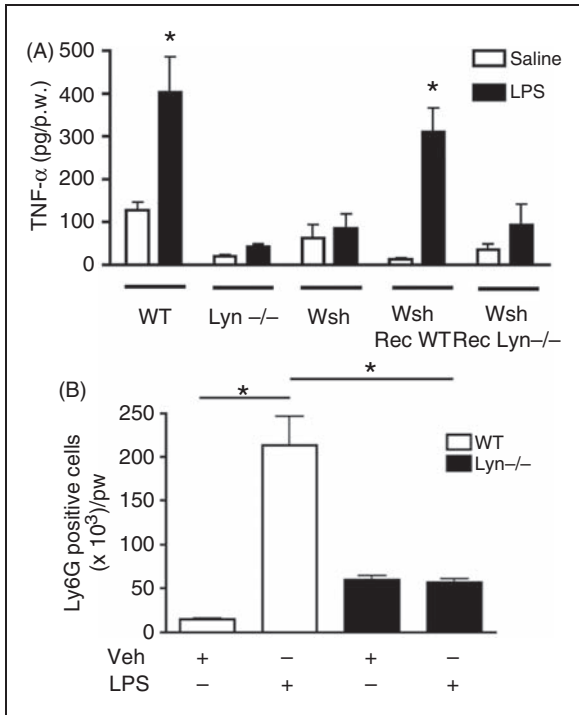 (A)
*
*
Saline
LPS
TNF-α (pg/p.w.)
500
400
300
200
100
0
WT
Lyn –/–
Wsh
Wsh
Rec WT
Wsh
Rec Lyn–/–
(B)
*
*
WT
Lyn–/–
Ly6G positive cells
(x 10³)/pw
250
200
150
100
50
0
Veh + – + –
LPS – + – +